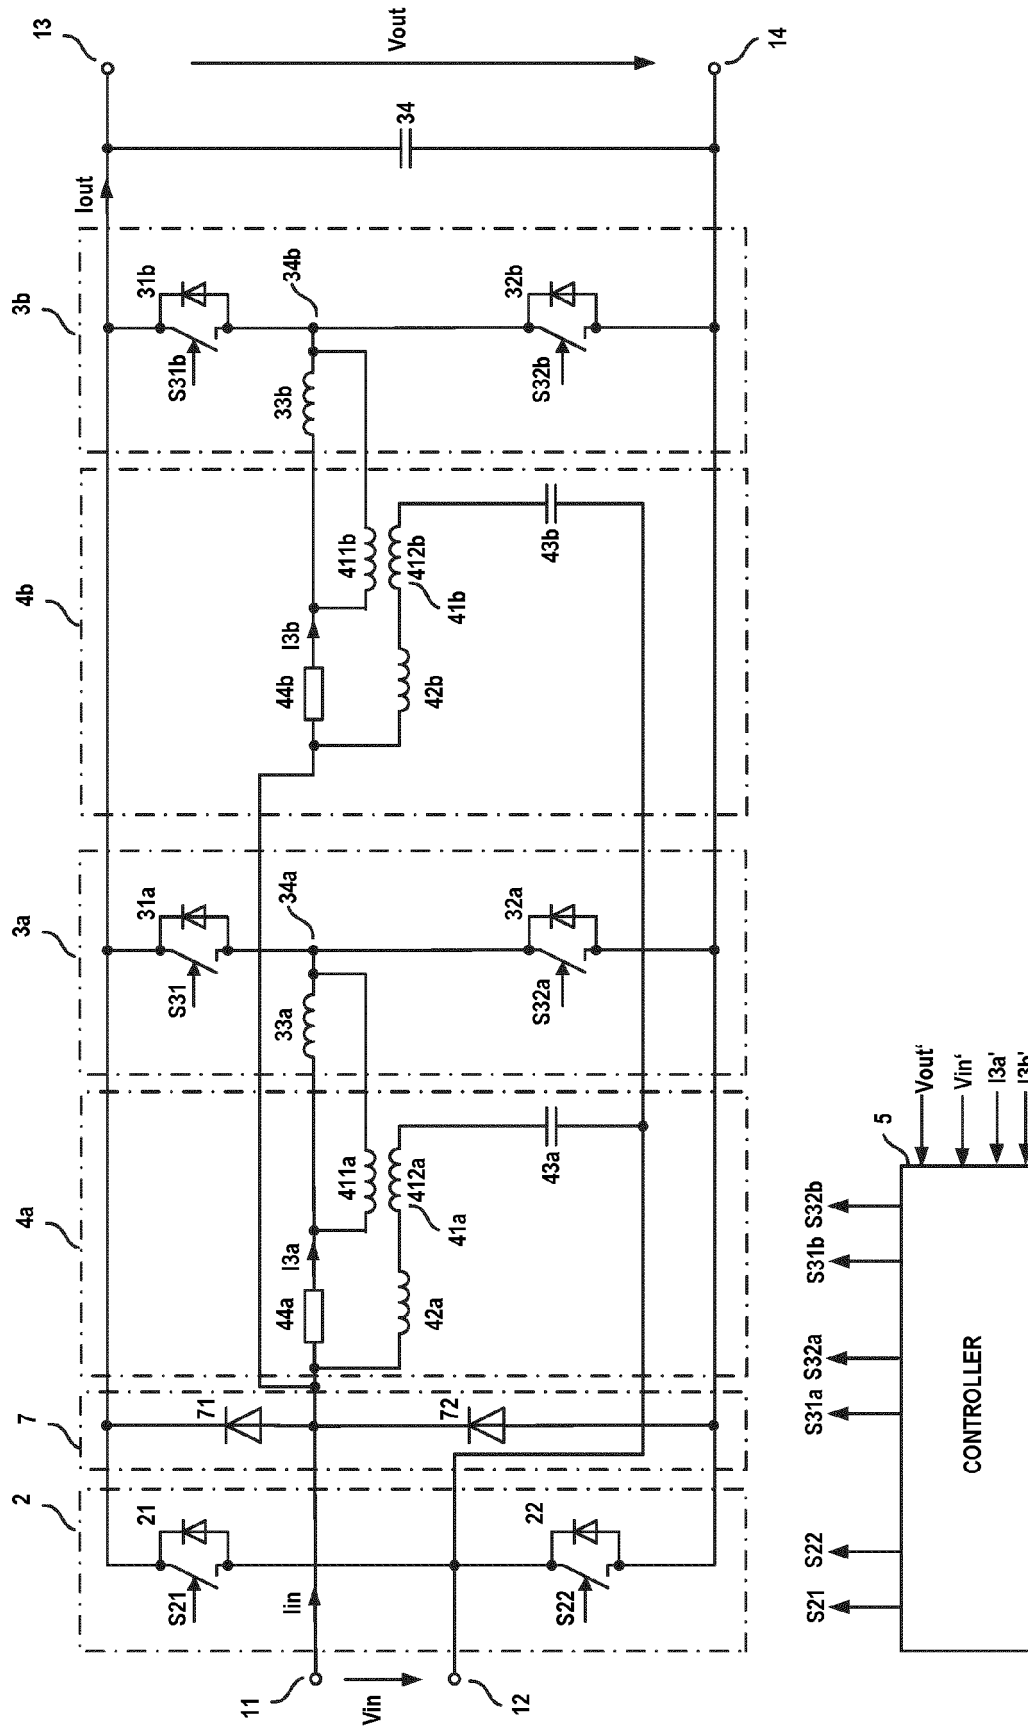 2
7
4a
3a
4b
3b
13
Iout
21
S21
71
31a
S31
31b
S31b
11
Iin
Vin
12
44a
I3a
33a
34a
411a
412a
41a
42a
43a
44b
I3b
33b
34b
411b
412b
41b
42b
43b
34
Vout
22
S22
72
32a
S32a
32b
S32b
14
S21
S22
S31a
S32a
S31b
S32b
5
CONTROLLER
Vout‘
Vin‘
I3a'
I3b'